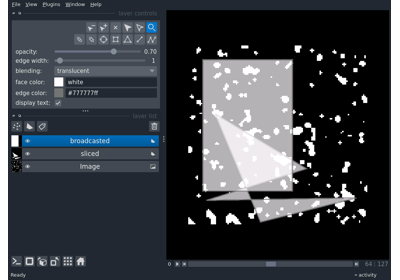 File View Plugins Window Help
layer controls
opacity: 0.70
edge width: 1
blending: translucent
face color: white
edge color: #777777ff
display text:
layer list
broadcasted
sliced
Image
64 127
Ready activity